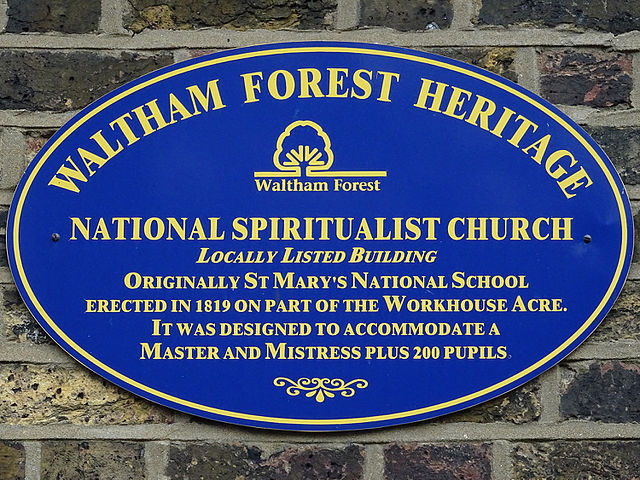 WALTHAM FOREST HERITAGE
Waltham Forest
NATIONAL SPIRITUALIST CHURCH
LOCALLY LISTED BUILDING
ORIGINALLY ST MARY'S NATIONAL SCHOOL
ERECTED IN 1819 ON PART OF THE WORKHOUSE ACRE.
IT WAS DESIGNED TO ACCOMMODATE A
MASTER AND MISTRESS PLUS 200 PUPILS